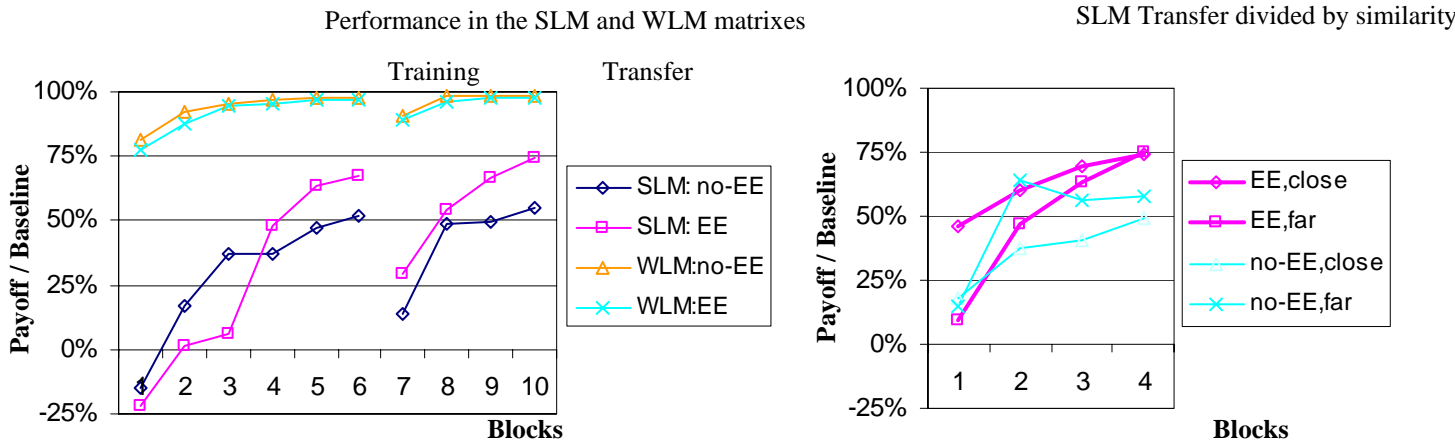 Performance in the SLM and WLM matrixes
Training
Transfer
100%
75%
50%
25%
0%
-25%
Payoff / Baseline
1 2 3 4 5 6 7 8 9 10
Blocks
SLM: no-EE
SLM: EE
WLM:no-EE
WLM:EE
SLM Transfer divided by similarity
100%
75%
50%
25%
0%
-25%
Payoff / Baseline
1 2 3 4
Blocks
EE,close
EE,far
no-EE,close
no-EE,far